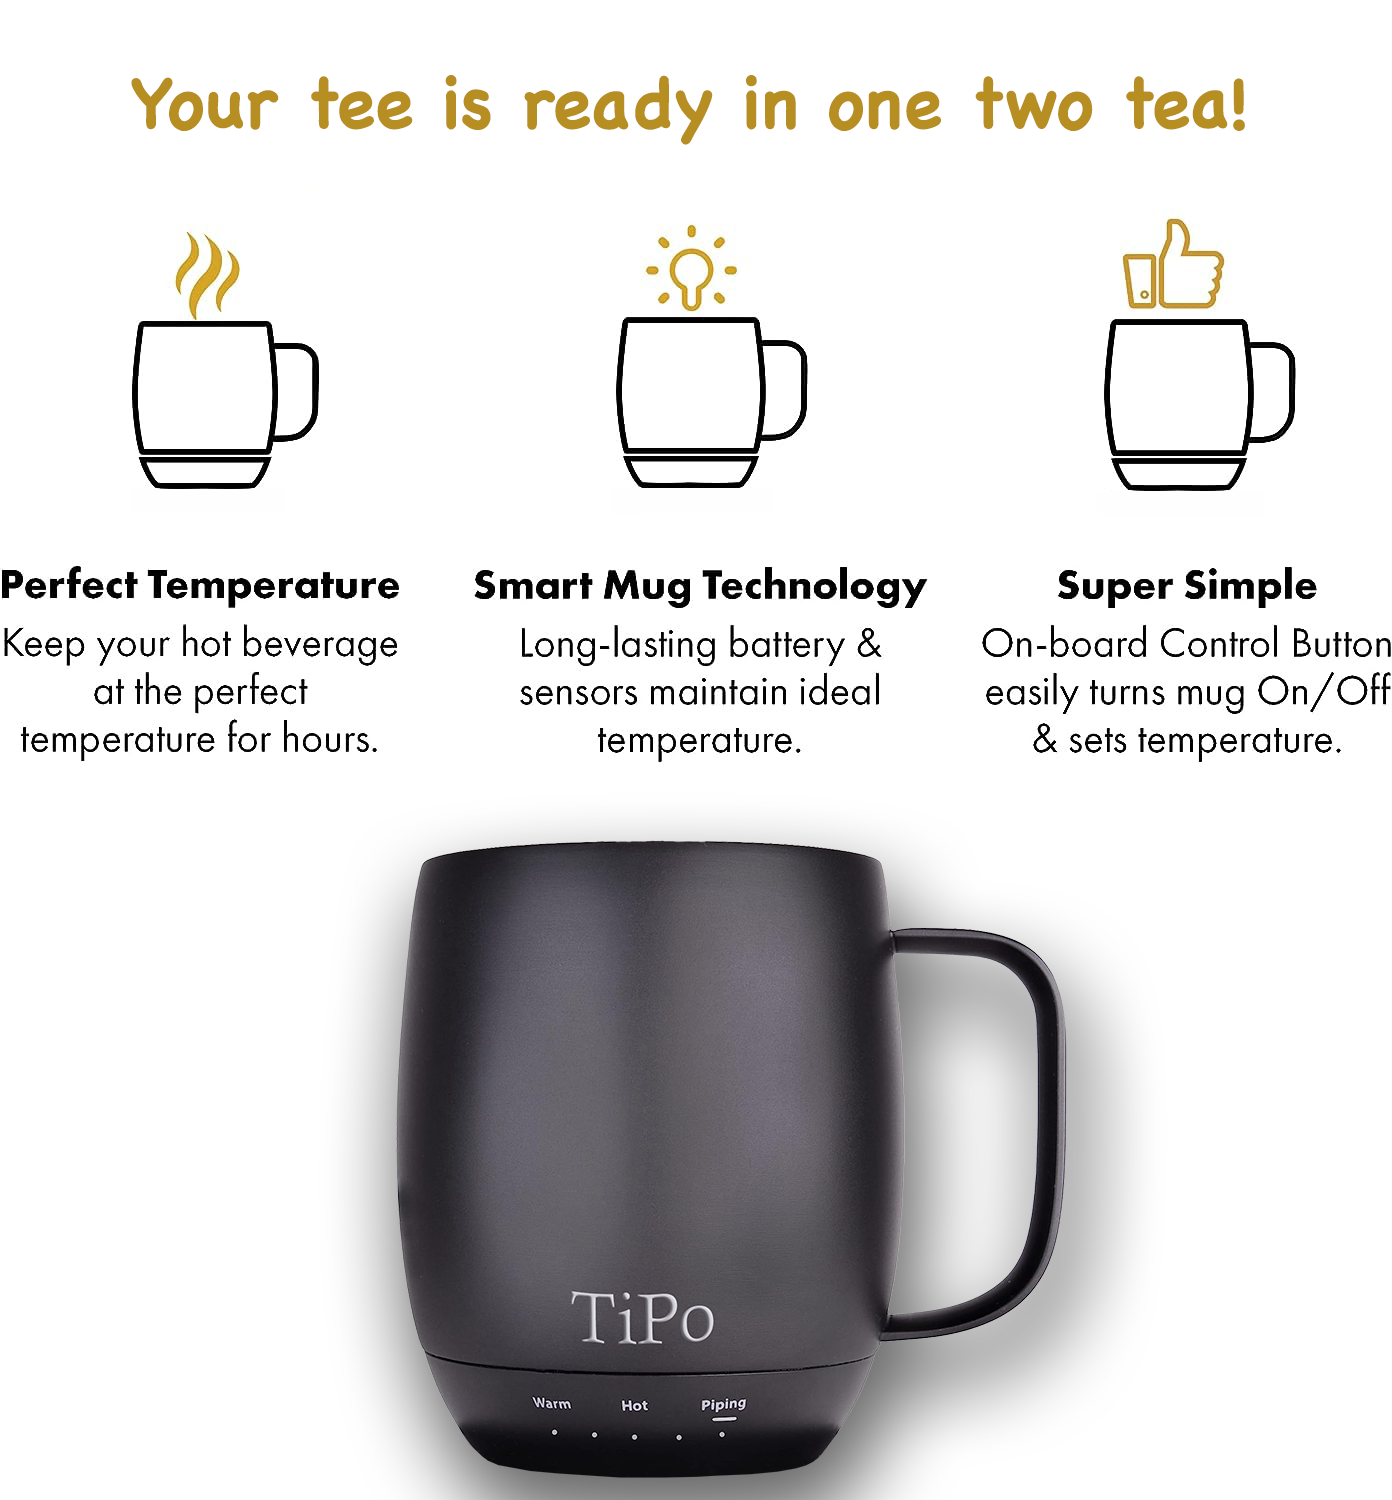 Your tee is ready in one two tea!
Perfect Temperature
Keep your hot beverage
at the perfect
temperature for hours.
Smart Mug Technology
Long-lasting battery &
sensors maintain ideal
temperature.
Super Simple
On-board Control Button
easily turns mug On/Off
& sets temperature.
TiPo
Warm Hot Piping